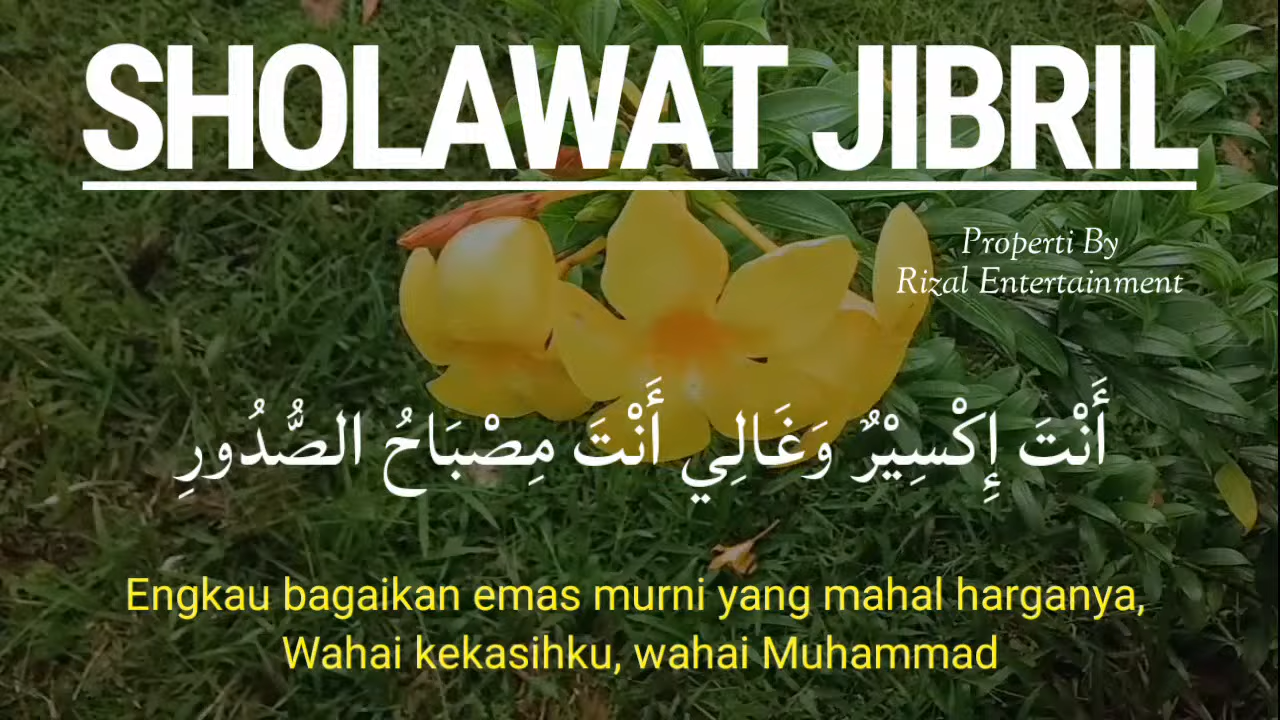 SHOLAWAT JIBRIL
Properti By
Rizal Entertainment
أَنْتَ إِكْسِيْرٌ وَغَالِي أَنْتَ مِصْبَاحُ الصُّدُورِ
Engkau bagaikan emas murni yang mahal harganya,
Wahai kekasihku, wahai Muhammad